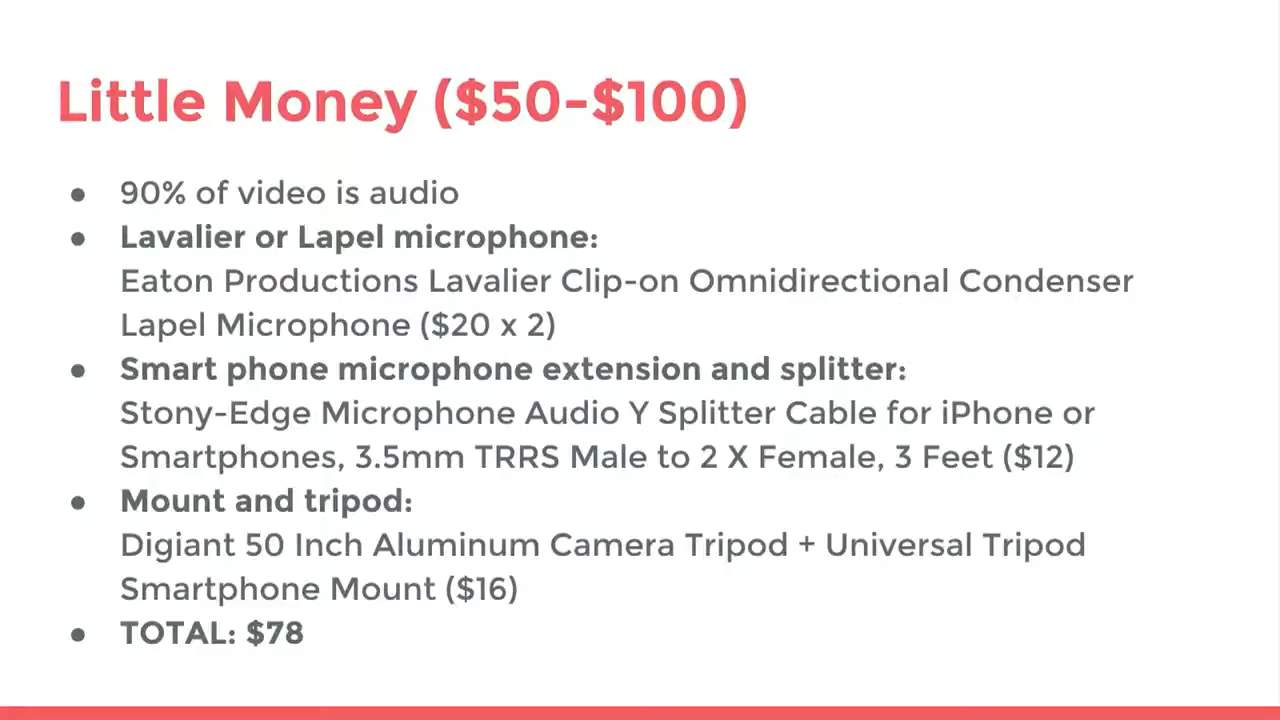 Little Money ($50-$100)
● 90% of video is audio
● Lavalier or Lapel microphone:
Eaton Productions Lavalier Clip-on Omnidirectional Condenser
Lapel Microphone ($20 x 2)
● Smart phone microphone extension and splitter:
Stony-Edge Microphone Audio Y Splitter Cable for iPhone or
Smartphones, 3.5mm TRRS Male to 2 X Female, 3 Feet ($12)
● Mount and tripod:
Digiant 50 Inch Aluminum Camera Tripod + Universal Tripod
Smartphone Mount ($16)
● TOTAL: $78